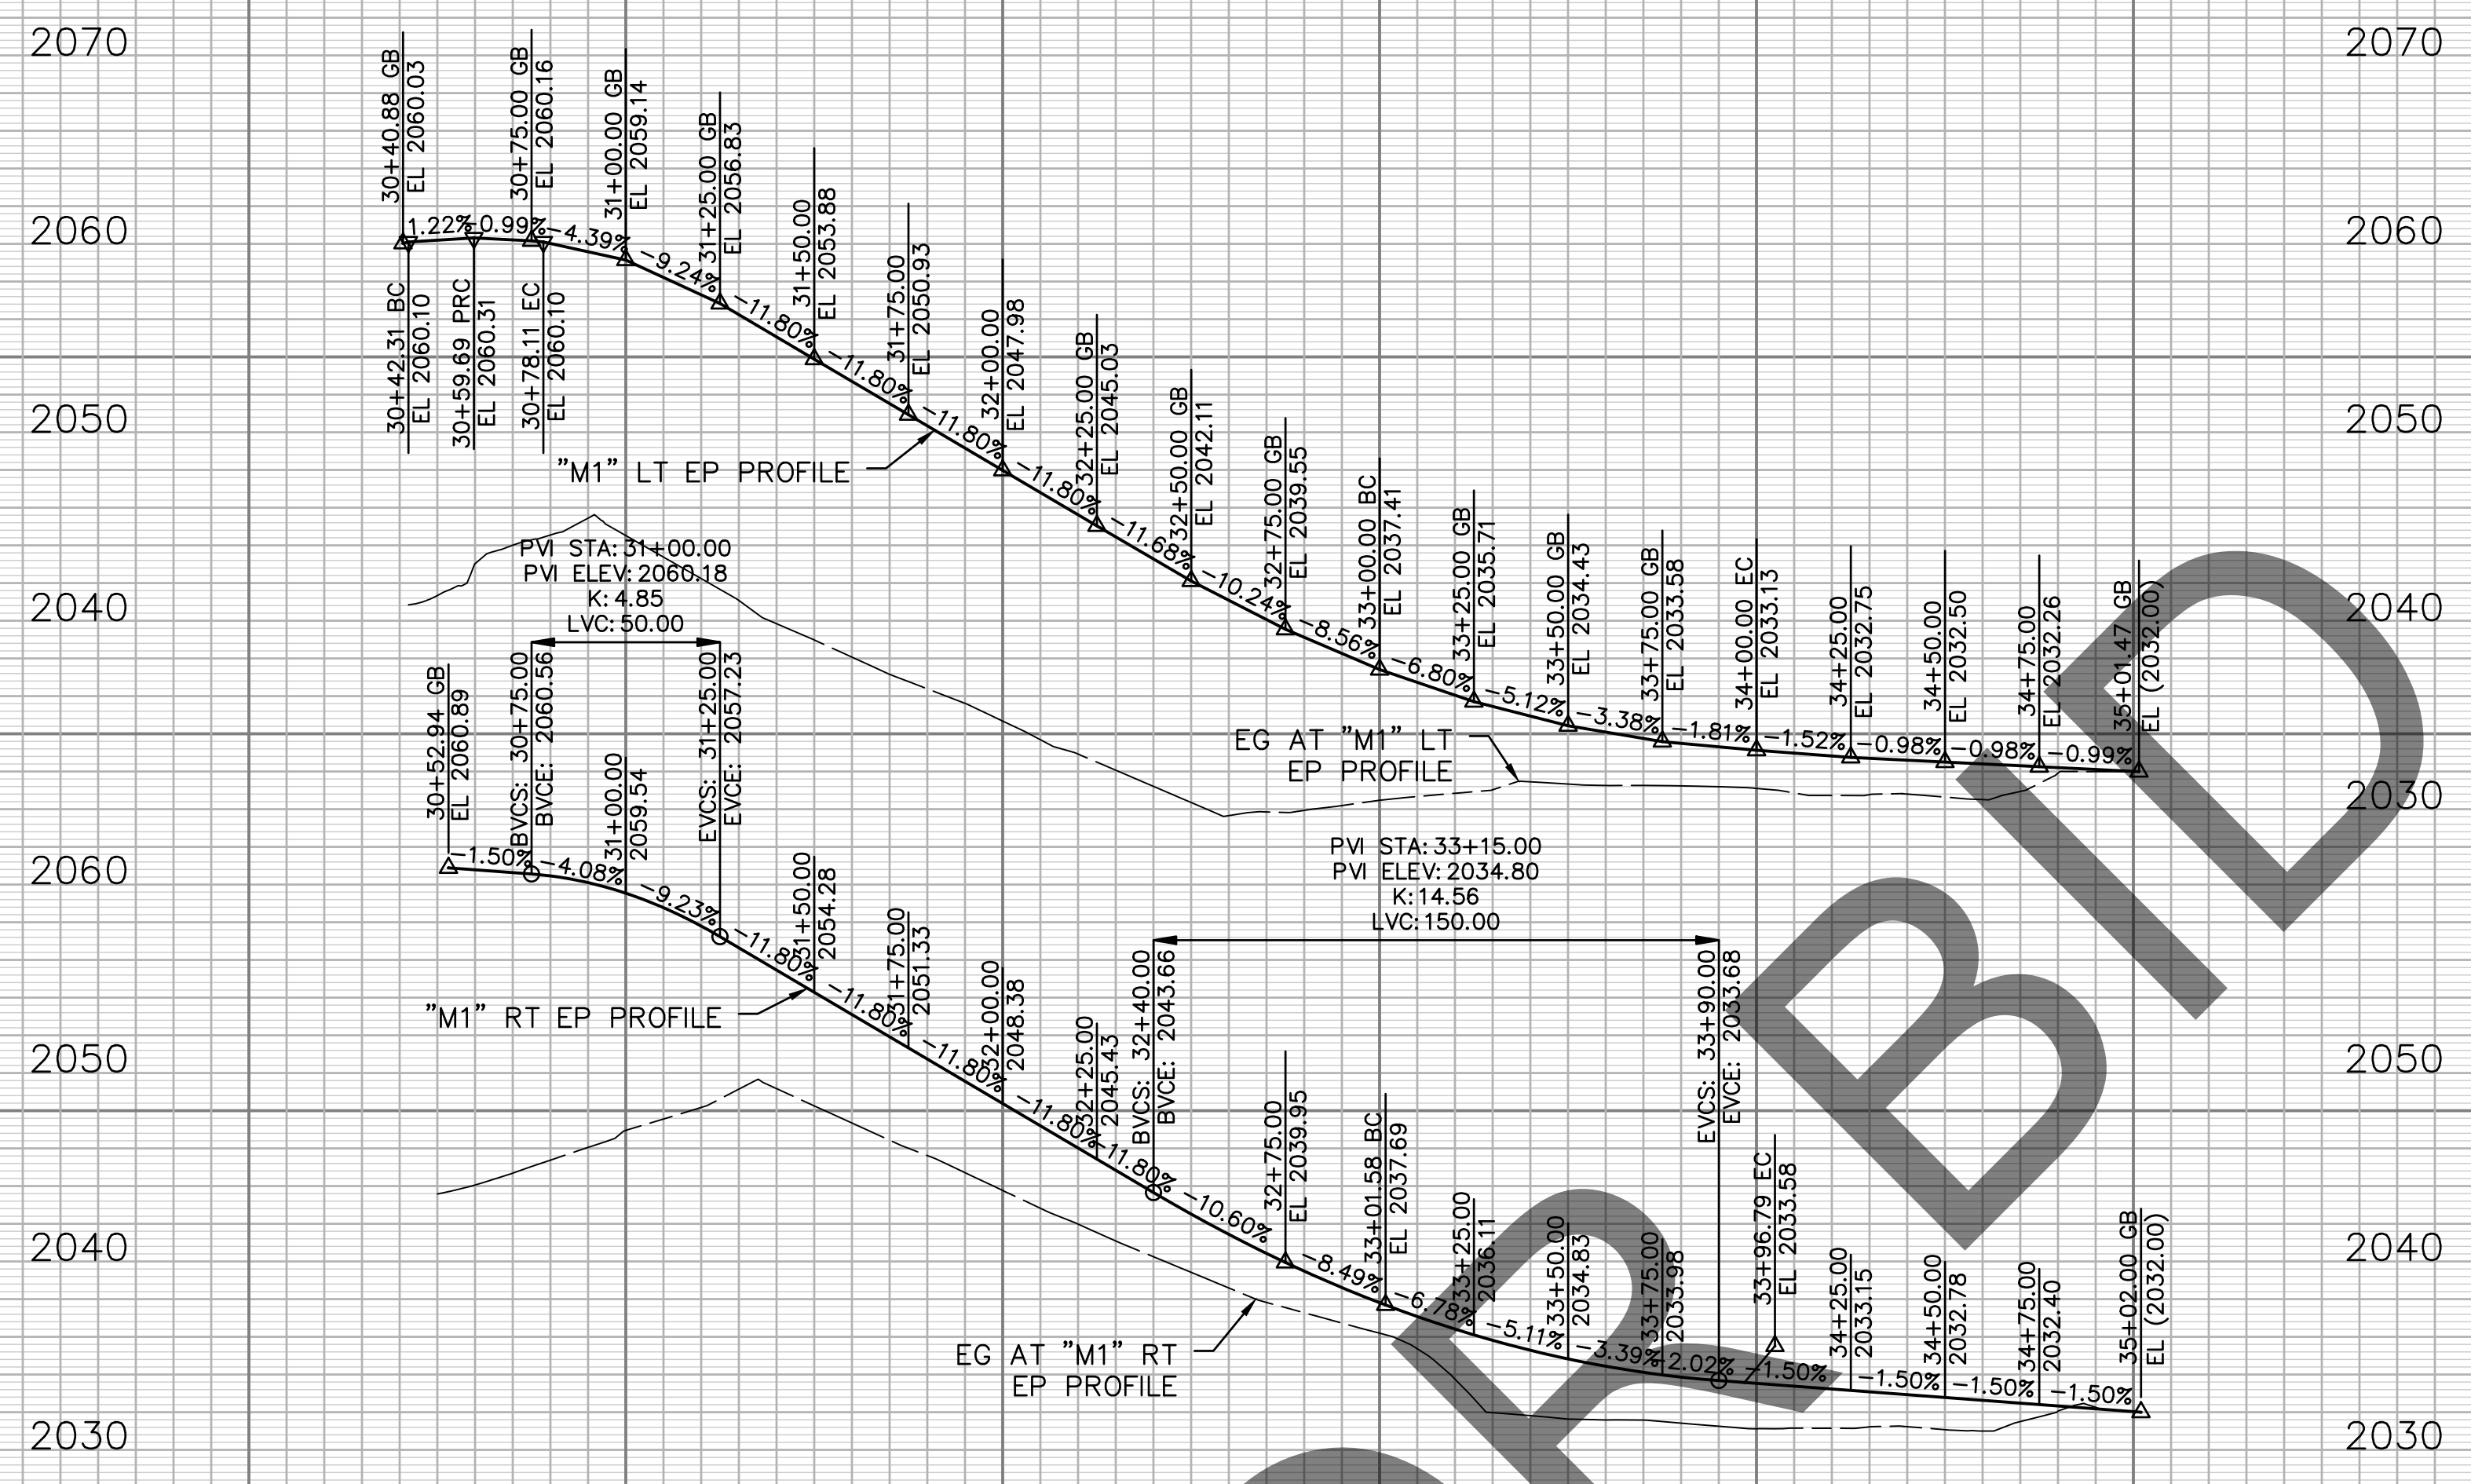 2070
2070
30+40.88 GB
EL 2060.03
30+75.00 GB
EL 2060.16
31+00.00 GB
EL 2059.14
31+25.00 GB
EL 2056.83
31+50.00
EL 2053.88
31+75.00
EL 2050.93
32+00.00
EL 2047.98
32+25.00 GB
EL 2045.03
32+50.00 GB
EL 2042.11
32+75.00 GB
EL 2039.55
33+00.00 BC
EL 2037.41
33+25.00 GB
EL 2035.71
33+50.00 GB
EL 2034.43
33+75.00 GB
EL 2033.58
34+00.00 EC
EL 2033.13
34+25.00
EL 2032.75
34+50.00
EL 2032.50
34+75.00
EL 2032.26
35+01.47 GB
EL (2032.00)
2060
2060
1.22%
-0.99%
-4.39%
-9.24%
-11.80%
-11.80%
-11.80%
-11.80%
-11.68%
-10.24%
-8.56%
-6.80%
-5.12%
-3.38%
-1.81%
-1.52%
-0.98%
-0.98%
-0.99%
30+42.31 BC
EL 2060.10
30+59.69 PRC
EL 2060.31
30+78.11 EC
EL 2060.10
2050
2050
"M1" LT EP PROFILE
PVI STA: 31+00.00
PVI ELEV: 2060.18
K: 4.85
LVC: 50.00
2040
2040
EG AT "M1" LT
EP PROFILE
2030
30+52.94 GB
EL 2060.89
BVCS: 30+75.00
BVCE: 2060.56
31+00.00
2059.54
EVCS: 31+25.00
EVCE: 2057.23
31+50.00
2054.28
31+75.00
2051.33
32+00.00
2048.38
32+25.00
2045.43
PVI STA: 33+15.00
PVI ELEV: 2034.80
K: 14.56
LVC: 150.00
BVCS: 32+40.00
BVCE: 2043.66
32+75.00
EL 2039.95
33+01.58 BC
EL 2037.69
33+25.00
2036.11
33+50.00
2034.83
33+75.00
2033.98
EVCS: 33+90.00
EVCE: 2033.68
33+96.79 EC
EL 2033.58
34+25.00
2033.15
34+50.00
2032.78
34+75.00
2032.40
35+02.00 GB
EL (2032.00)
2030
2060
2060
-1.50%
-4.08%
-9.23%
-11.80%
-11.80%
-11.80%
-11.80%
-11.80%
-10.60%
-8.49%
-6.78%
-5.11%
-3.39%
-2.02%
-1.50%
-1.50%
-1.50%
-1.50%
"M1" RT EP PROFILE
2050
2050
2040
2040
EG AT "M1" RT
EP PROFILE
2030
2030
R BID